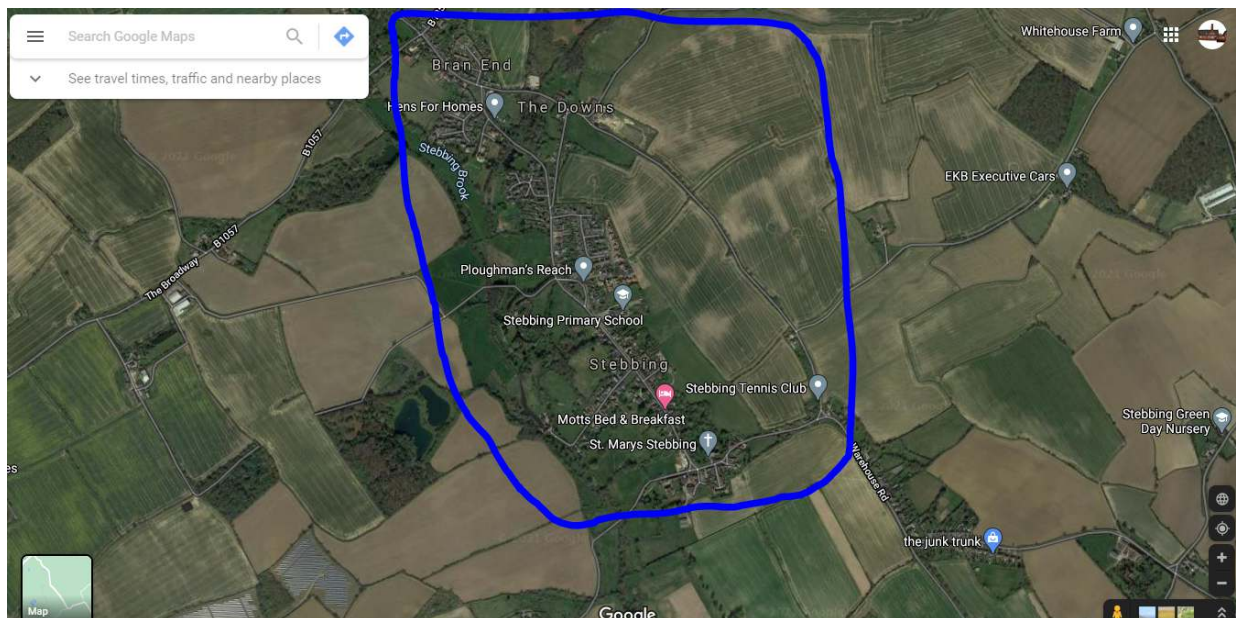 Search Google Maps
See travel times, traffic and nearby places
Whitehouse Farm
Bran End
Hens For Homes
The Downs
B1057
Stebbing Brook
EKB Executive Cars
B1057
The Broadway
Ploughman's Reach
Stebbing Primary School
Stebbing
Stebbing Tennis Club
Motts Bed & Breakfast
St. Marys Stebbing
Stebbing Green
Day Nursery
Warehouse Rd
the junk trunk
Map
Google